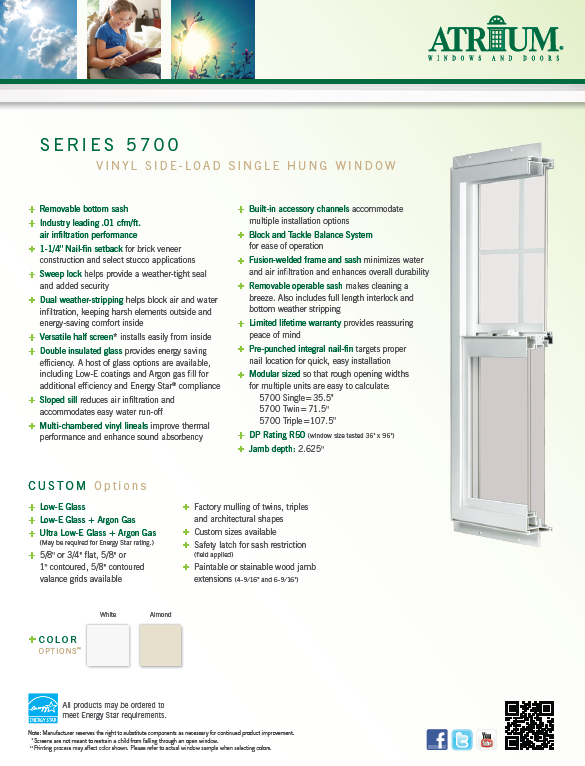 ATRIUM®
WINDOWS AND DOORS
SERIES 5700
VINYL SIDE-LOAD SINGLE HUNG WINDOW
Removable bottom sash
Industry leading .01 cfm/ft.
air infiltration performance
1-1/4" Nail-fin setback for brick veneer
construction and select stucco applications
Sweep lock helps provide a weather-tight seal
and added security
Dual weather-stripping helps block air and water
infiltration, keeping harsh elements outside and
energy-saving comfort inside
Versatile half screen* installs easily from inside
Double insulated glass provides energy saving
efficiency. A host of glass options are available,
including Low-E coatings and Argon gas fill for
additional efficiency and Energy Star® compliance
Sloped sill reduces air infiltration and
accommodates easy water run-off
Multi-chambered vinyl lineals improve thermal
performance and enhance sound absorbency
Built-in accessory channels accommodate
multiple installation options
Block and Tackle Balance System
for ease of operation
Fusion-welded frame and sash minimizes water
and air infiltration and enhances overall durability
Removable operable sash makes cleaning a
breeze. Also includes full length interlock and
bottom weather stripping
Limited lifetime warranty provides reassuring
peace of mind
Pre-punched integral nail-fin targets proper
nail location for quick, easy installation
Modular sized so that rough opening widths
for multiple units are easy to calculate:
5700 Single=35.5"
5700 Twin=71.5"
5700 Triple=107.5"
DP Rating R50 (window size tested 36" x 96")
Jamb depth: 2.625"
CUSTOM Options
Low-E Glass
Low-E Glass + Argon Gas
Ultra Low-E Glass + Argon Gas
(May be required for Energy Star rating.)
5/8" or 3/4" flat, 5/8" or
1" contoured, 5/8" contoured
valance grids available
Factory mulling of twins, triples
and architectural shapes
Custom sizes available
Safety latch for sash restriction
(field applied)
Paintable or stainable wood jamb
extensions (4-9/16" and 6-9/16")
White Almond
COLOR
OPTIONS**
energy
ENERGY STAR
All products may be ordered to
meet Energy Star requirements.
Note: Manufacturer reserves the right to substitute components as necessary for continued product improvement.
*Screens are not meant to restrain a child from falling through an open window.
**Printing process may affect color shown. Please refer to actual window sample when selecting colors.
You
Tube